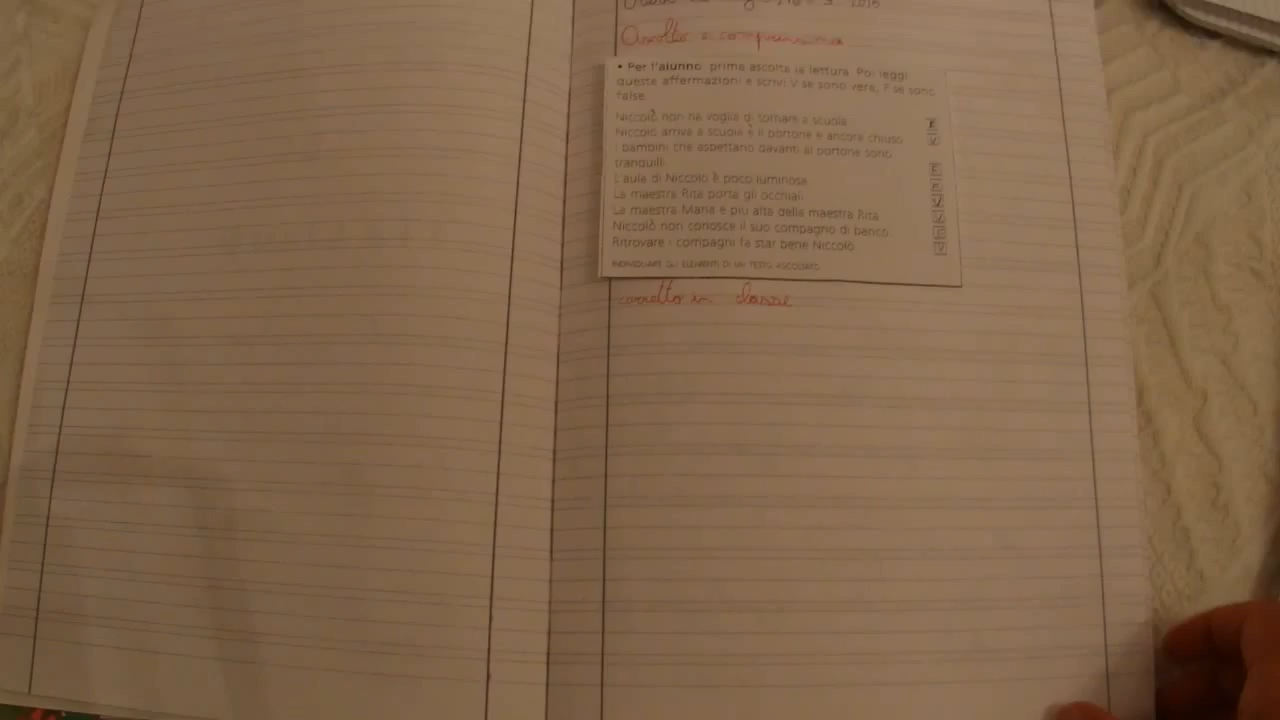 2015
Ascolto e comprensione
• Per l'alunno: prima ascolta la lettura. Poi leggi
queste affermazioni e scrivi V se sono vere, F se sono
false.
Niccolò non ha voglia di tornare a scuola. F
Niccolò arriva a scuola e il portone è ancora chiuso. V
I bambini che aspettano davanti al portone sono
tranquilli. F
L'aula di Niccolò è poco luminosa. F
La maestra Rita porta gli occhiali. V
La maestra Maria è più alta della maestra Rita. V
Niccolò non conosce il suo compagno di banco.
Ritrovare i compagni fa star bene Niccolò. V
INDIVIDUARE GLI ELEMENTI DI UN TESTO ASCOLTATO
corretto in classe